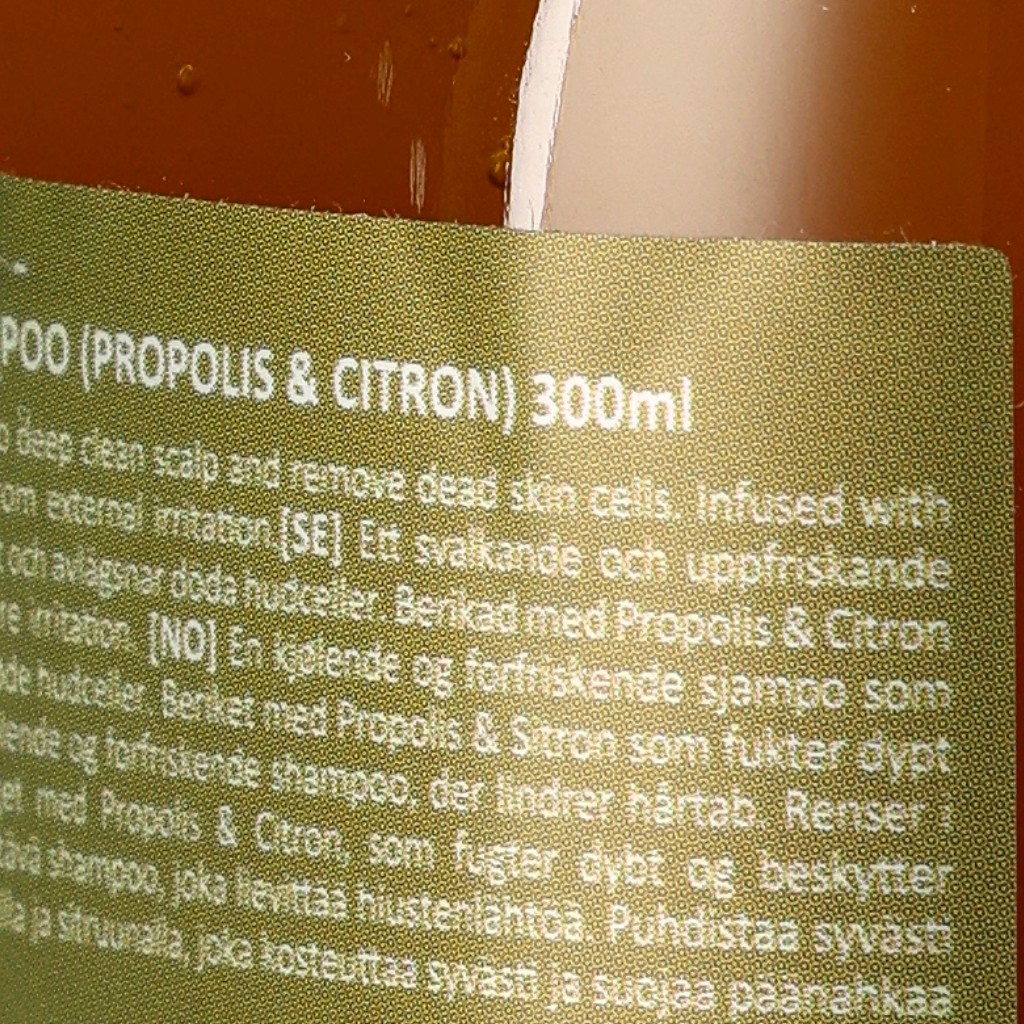 POO (PROPOLIS & CITRON) 300ml
deep clean scalp and remove dead skin cells. Infused with
external irritation.[SE] Ett svalkande och uppfriskande
och avlägsnar döda hudceller. Berikad med Propolis & Citron
irritation. [NO] En kjølende og forfriskende sjampo som
hudceller. Beriket med Propolis & Sitron som fukter dypt
og forfriskende shampoo, der lindrer hårtab. Renser i
med Propolis & Citron, som fugter dybt og beskytter
shampoo, joka lievittää hiustenlähtöä. Puhdistaa syvästi
ja sitruunalla, joka kosteuttaa syvästi ja suojaa päänahkaa